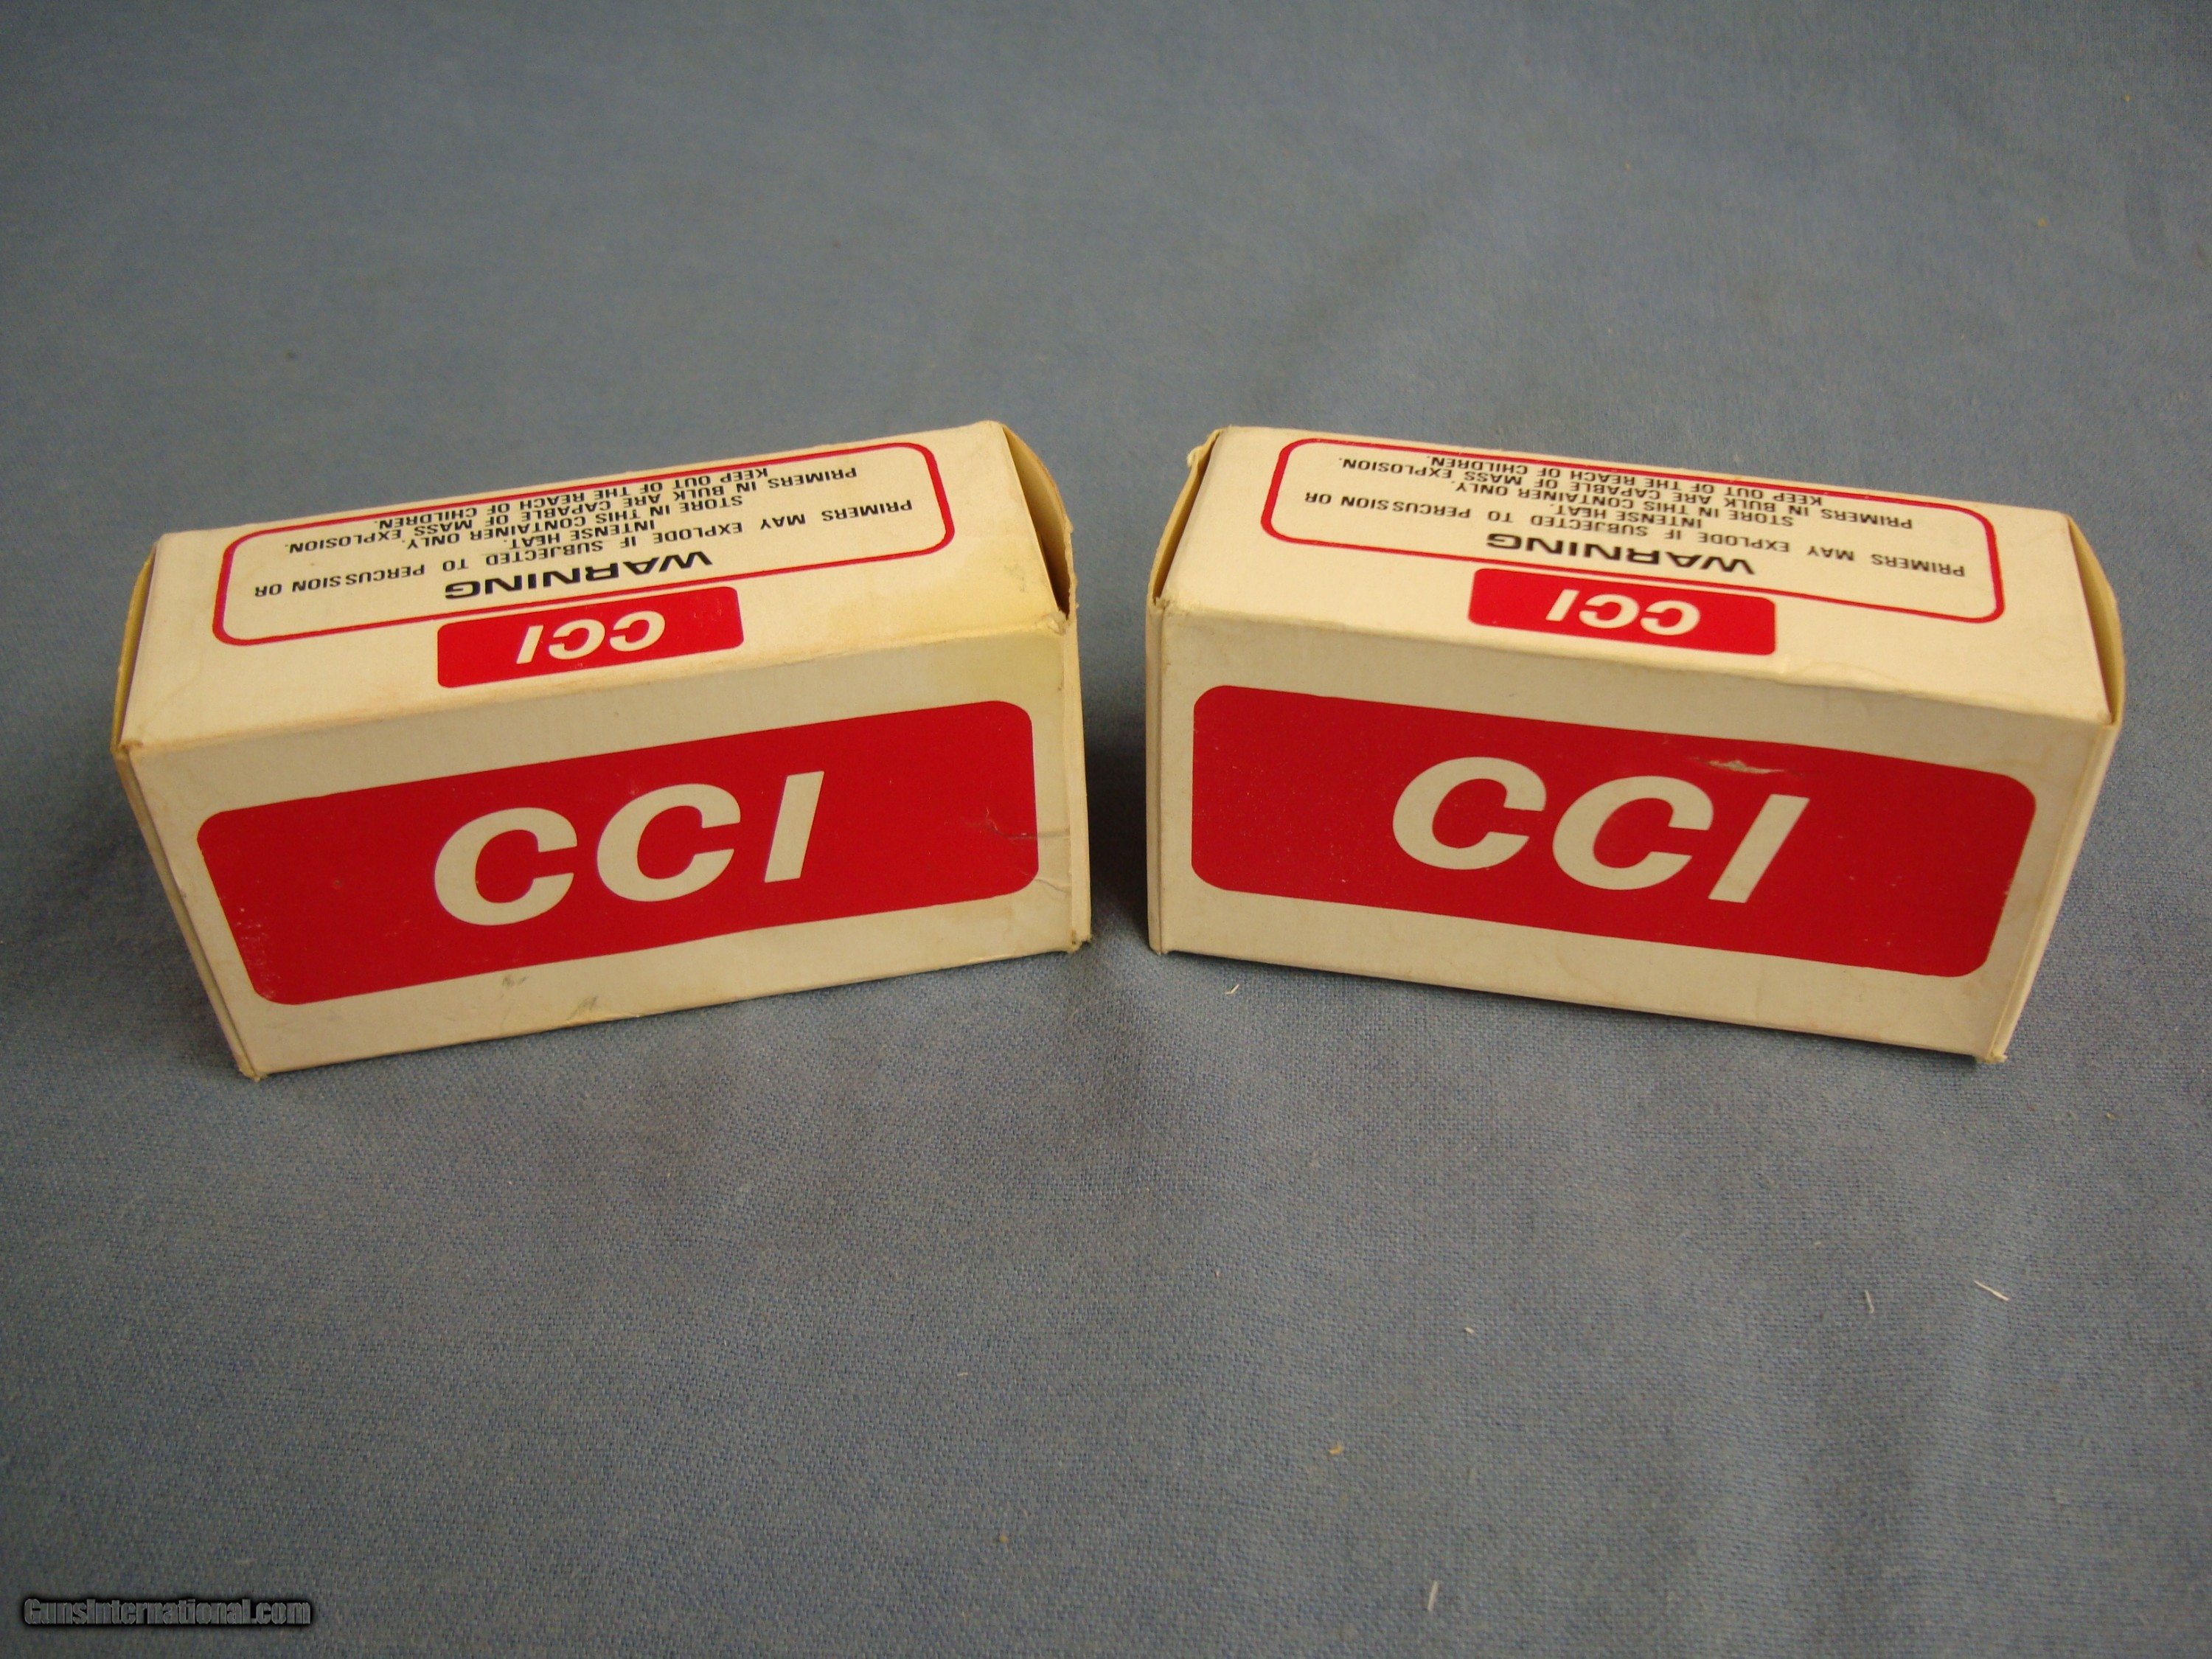 CCI
WARNING
PRIMERS MAY EXPLODE IF SUBJECTED TO PERCUSSION OR
INTENSE HEAT.
STORE IN THIS CONTAINER ONLY.
PRIMERS IN BULK ARE CAPABLE OF MASS EXPLOSION.
KEEP OUT OF THE REACH OF CHILDREN.
CCI
CCI
WARNING
PRIMERS MAY EXPLODE IF SUBJECTED TO PERCUSSION OR
INTENSE HEAT.
STORE IN THIS CONTAINER ONLY.
PRIMERS IN BULK ARE CAPABLE OF MASS EXPLOSION.
KEEP OUT OF THE REACH OF CHILDREN.
CCI
GunsInternational.com